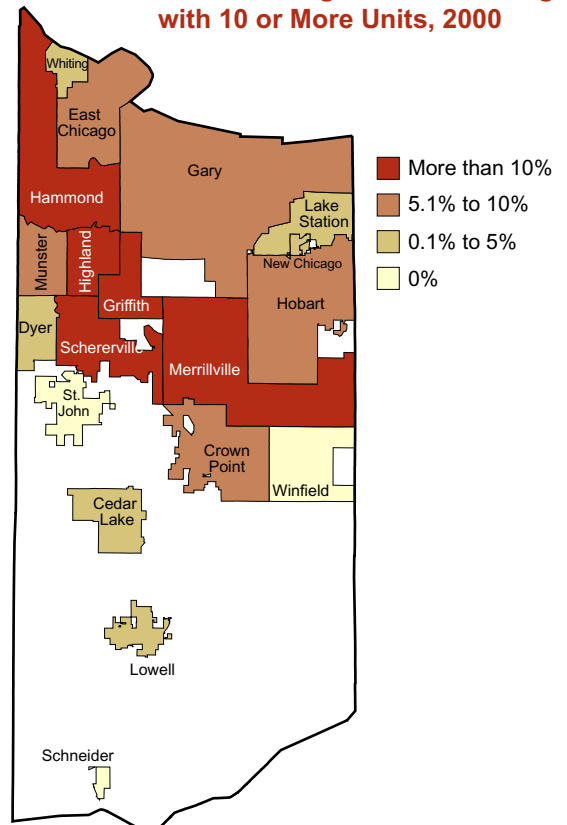 with 10 or More Units, 2000
Whiting
East
Chicago
Gary
Hammond
Lake
Station
New Chicago
Munster
Highland
Griffith
Hobart
Dyer
Schererville
Merrillville
St.
John
Crown
Point
Winfield
Cedar
Lake
Lowell
Schneider
More than 10%
5.1% to 10%
0.1% to 5%
0%